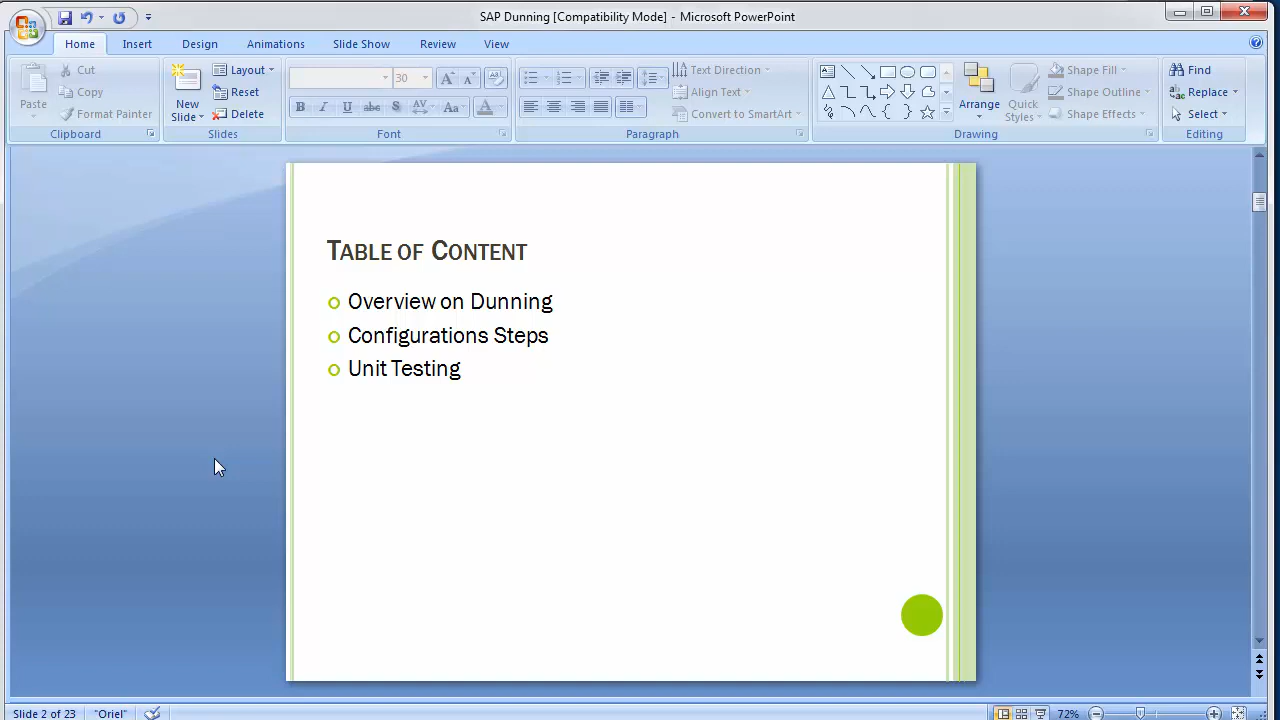 SAP Dunning [Compatibility Mode] - Microsoft PowerPoint
Home Insert Design Animations Slide Show Review View
Paste
Cut
Copy
Format Painter
Clipboard
New Slide
Layout
Reset
Delete
Slides
30
B I U abc S AV Aa A
Font
Text Direction
Align Text
Convert to SmartArt
Paragraph
Arrange
Quick Styles
Shape Fill
Shape Outline
Shape Effects
Drawing
Find
Replace
Select
Editing
TABLE OF CONTENT
Overview on Dunning
Configurations Steps
Unit Testing
Slide 2 of 23 "Oriel" 72%